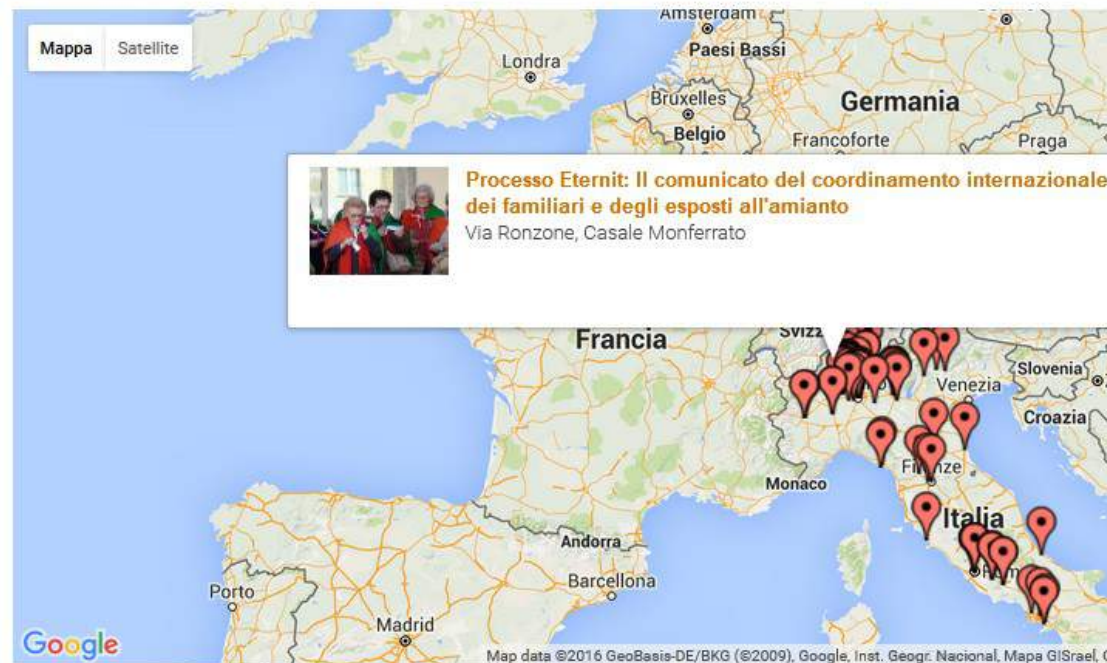 Mappa Satellite
Amsterdam
Paesi Bassi
Londra
Bruxelles
Germania
Belgio
Francoforte
Praga
Processo Eternit: Il comunicato del coordinamento internazionale
dei familiari e degli esposti all'amianto
Via Ronzone, Casale Monferrato
Francia
Slovenia
Venezia
Croazia
Monaco
Italia
Andorra
Barcellona
Porto
Madrid
Google
Map data ©2016 GeoBasis-DE/BKG (©2009), Google, Inst. Geogr. Nacional, Mapa GISrael,